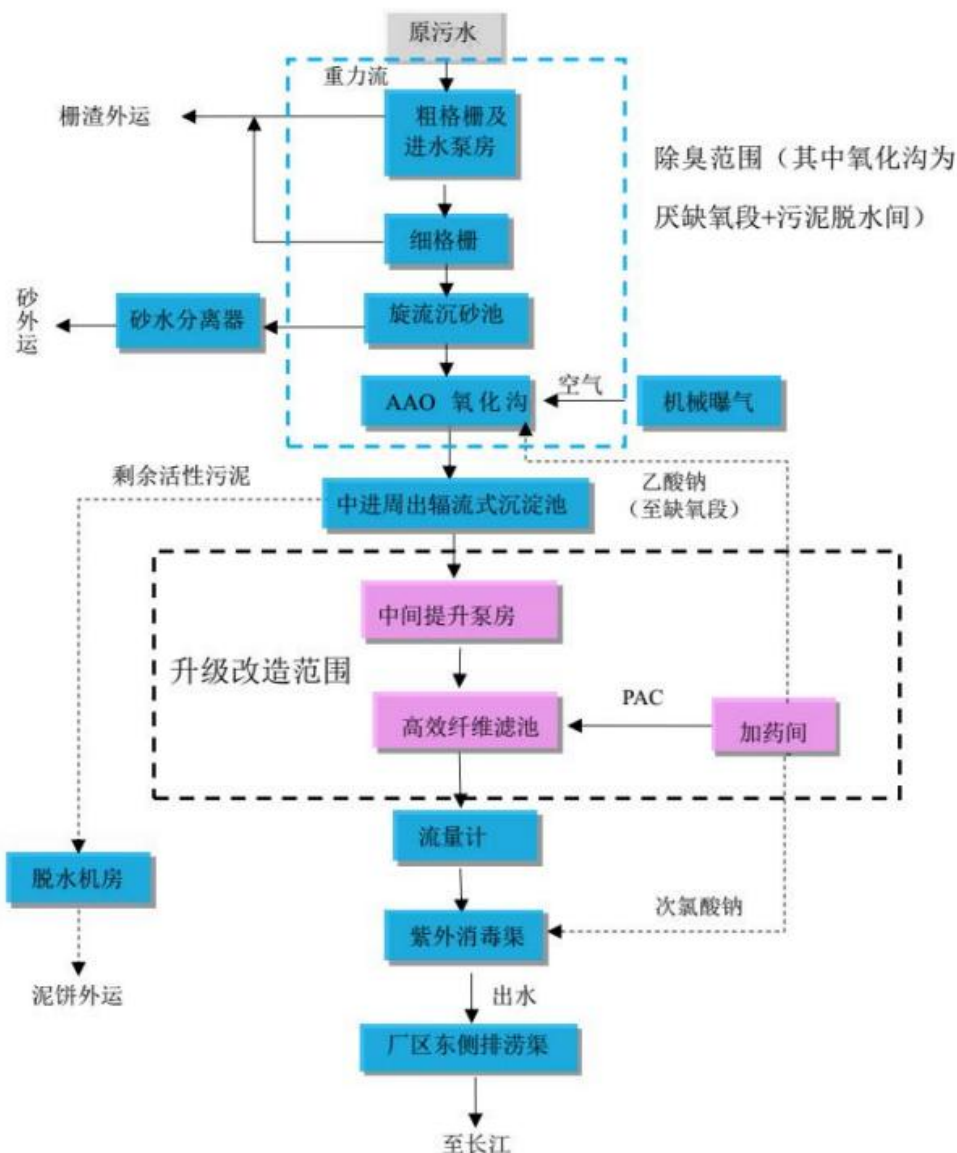 原污水
重力流
栅渣外运
粗格栅及
进水泵房
除臭范围（其中氧化沟为
厌缺氧段+污泥脱水间）
细格栅
砂外运
砂水分离器
旋流沉砂池
AAO 氧化沟
空气
机械曝气
剩余活性污泥
乙酸钠
（至缺氧段）
中进周出辐流式沉淀池
中间提升泵房
升级改造范围
PAC
高效纤维滤池
加药间
流量计
脱水机房
次氯酸钠
紫外消毒渠
泥饼外运
出水
厂区东侧排涝渠
至长江